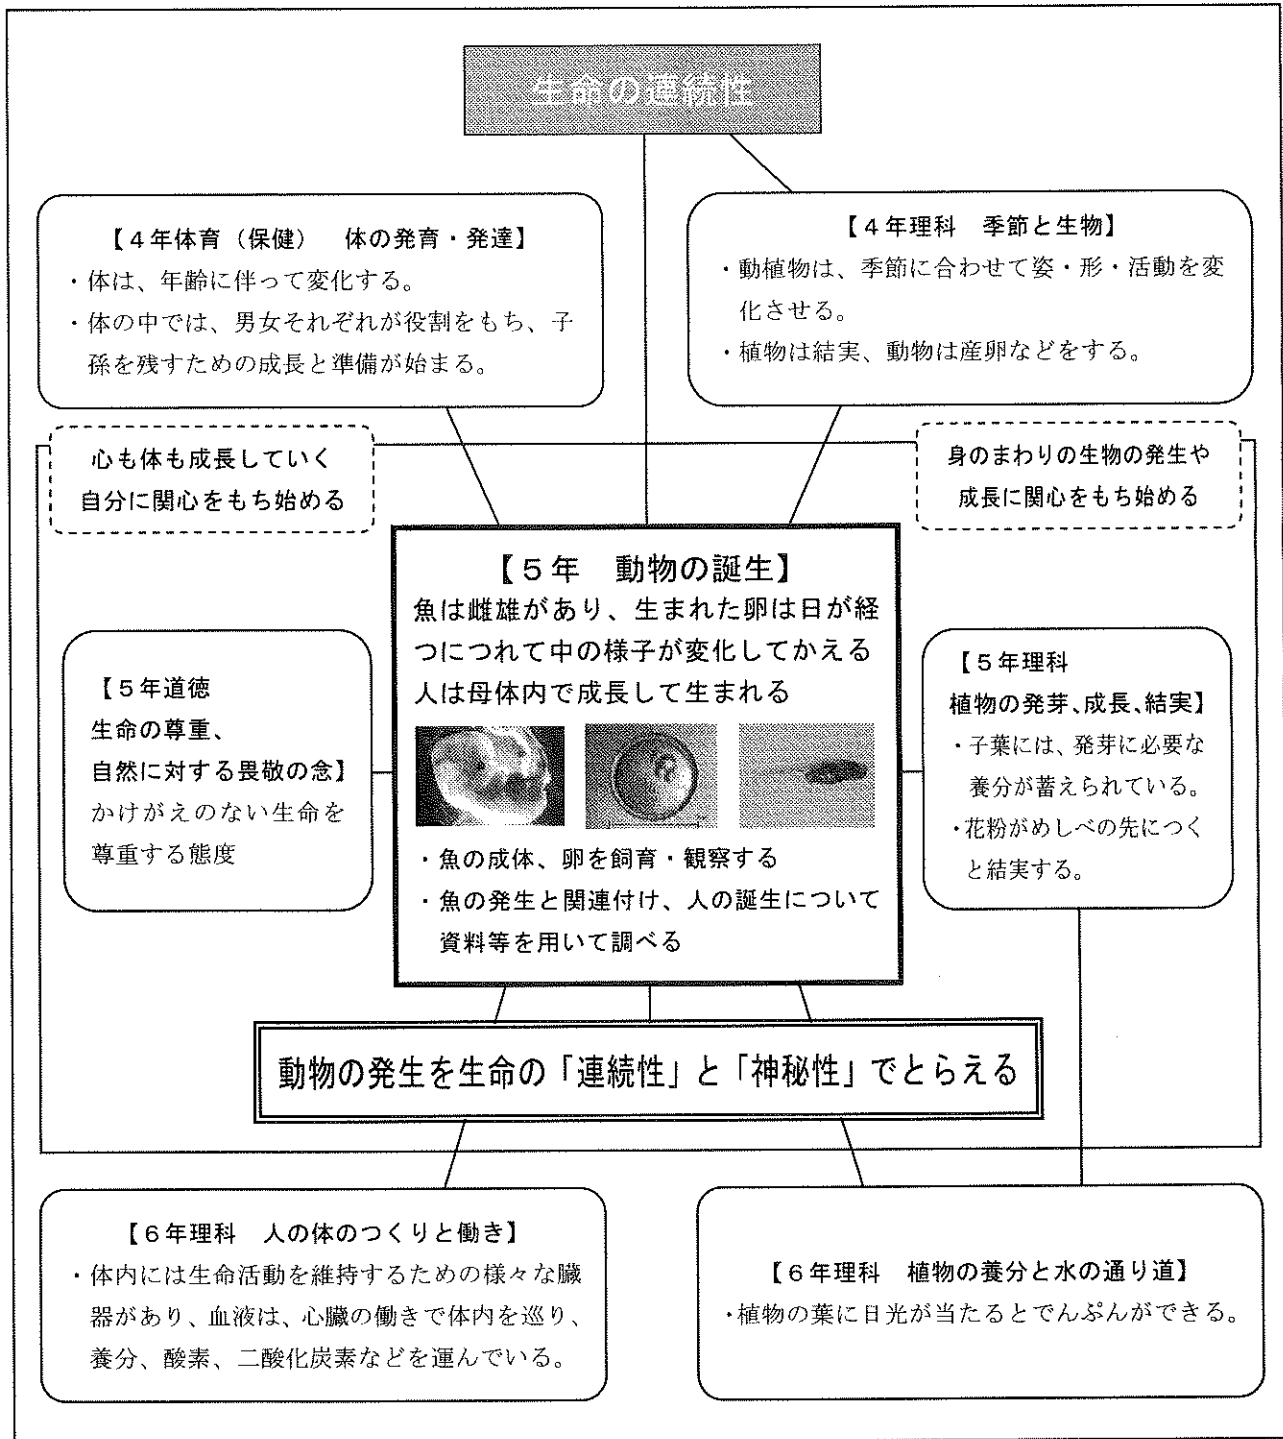 生命の連続性
【４年体育（保健）　体の発育・発達】
・体は、年齢に伴って変化する。
・体の中では、男女それぞれが役割をもち、子
孫を残すための成長と準備が始まる。
【４年理科　季節と生物】
・動植物は、季節に合わせて姿・形・活動を変
化させる。
・植物は結実、動物は産卵などをする。
心も体も成長していく
自分に関心をもち始める
身のまわりの生物の発生や
成長に関心をもち始める
【５年　動物の誕生】
魚は雌雄があり、生まれた卵は日が経
つにつれて中の様子が変化してかえる
人は母体内で成長して生まれる
・魚の成体、卵を飼育・観察する
・魚の発生と関連付け、人の誕生について
資料等を用いて調べる
【５年道徳
生命の尊重、
自然に対する畏敬の念】
かけがえのない生命を
尊重する態度
【５年理科
植物の発芽、成長、結実】
・子葉には、発芽に必要な
養分が蓄えられている。
・花粉がめしべの先につく
と結実する。
動物の発生を生命の「連続性」と「神秘性」でとらえる
【６年理科　人の体のつくりと働き】
・体内には生命活動を維持するための様々な臓
器があり、血液は、心臓の働きで体内を巡り、
養分、酸素、二酸化炭素などを運んでいる。
【６年理科　植物の養分と水の通り道】
・植物の葉に日光が当たるとでんぷんができる。